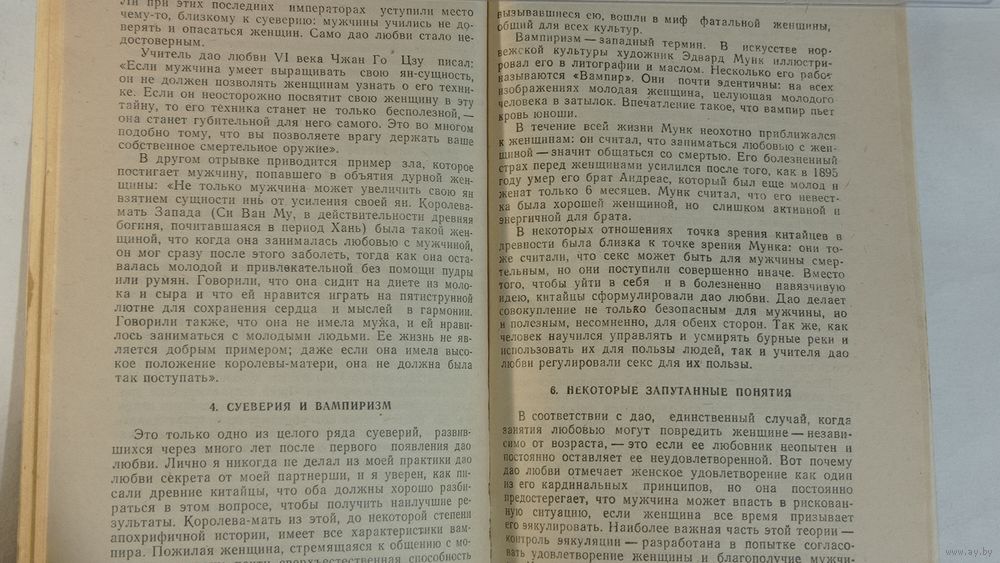 ли при этих последних императорах уступили место
чему-то, близкому к суеверию: мужчины учились не до-
верять и опасаться женщин. Само дао любви стало не-
достоверным.
Учитель дао любви VI века Чжан Го Цзу писал:
«Если мужчина умеет выращивать свою ян-сущность,
он не должен позволять женщинам узнать о его техни-
ке. Если он неосторожно посвятит свою женщину в эту
тайну, то его техника станет не только бесполезной,—
она станет губительной для него самого. Это во многом
подобно тому, что вы позволяете врагу держать ваше
собственное смертельное оружие».
В другом отрывке приводится пример зла, которое
постигает мужчину, попавшего в объятия дурной жен-
щины: «Не только мужчина может увеличить свою ян
взятием сущности инь от усиления своей ян. Королева-
мать Запада (Си Ван Му, в действительности древняя
богиня, почитавшаяся в период Хань) была такой жен-
щиной, что когда она занималась любовью с мужчиной,
он мог сразу после этого заболеть, тогда как она оста-
валась молодой и привлекательной без помощи пудры
или румян. Говорили, что она сидит на диете из моло-
ка и сыра и что ей нравится играть на пятиструнной
лютне для сохранения сердца и мыслей в гармонии.
Говорили также, что она не имела мужа, и ей нрави-
лось заниматься с молодыми людьми. Ее жизнь не яв-
ляется добрым примером; даже если она имела высо-
кое положение королевы-матери, она не должна была
так поступать».
4. СУЕВЕРИЯ И ВАМПИРИЗМ
Это только одно из целого ряда суеверий, развив-
шихся через много лет после первого появления дао
любви. Лично я никогда не делал из моей практики дао
любви секрета от моей партнерши, и я уверен, как пи-
сали древние китайцы, что оба должны хорошо разби-
раться в этом вопросе, чтобы получить наилучшие ре-
зультаты. Королева-мать из этой, до некоторой степени
апохрифичной истории, имеет все характеристики вам-
пира. Пожилая женщина, стремящаяся к общению с мо-
почти сверхъестественная способность
вызывавшиеся ею, вошли в миф фатальной женщины,
общий для всех культур.
Вампиризм — западный термин. В искусстве нор-
вежской культуры художник Эдвард Мунк иллюстри-
ровал его в литографии и маслом. Несколько его работ
называются «Вампир». Они почти эдентичны: на всех
изображениях молодая женщина, целующая молодого
человека в затылок. Впечатление такое, что вампир пьет
кровь юноши.
В течение всей жизни Мунк неохотно приближался
к женщинам: он считал, что заниматься любовью с жен-
щиной — значит общаться со смертью. Его болезненный
страх перед женщинами усилился после того, как в 1895
году умер его брат Андреас, который был еще молод и
женат только 6 месяцев. Мунк считал, что его невест-
ка была хорошей женщиной, но слишком активной и
энергичной для брата.
В некоторых отношениях точка зрения китайцев в
древности была близка к точке зрения Мунка: они то-
же считали, что секс может быть для мужчины смер-
тельным, но они поступили совершенно иначе. Вместо
того, чтобы уйти в себя и в болезненно навязчивую
идею, китайцы сформулировали дао любви. Дао делает
совокупление не только безопасным для мужчины, но
и полезным, несомненно, для обеих сторон. Так же, как
человек научился управлять и усмирять бурные реки и
использовать их для пользы людей, так и учителя дао
любви регулировали секс для их пользы.
6. НЕКОТОРЫЕ ЗАПУТАННЫЕ ПОНЯТИЯ
В соответствии с дао, единственный случай, когда
занятия любовью могут повредить женщине — независи-
мо от возраста,— это если ее любовник неопытен и
постоянно оставляет ее неудовлетворенной. Вот почему
дао любви отмечает женское удовлетворение как один
из его кардинальных принципов, но она постоянно
предостерегает, что мужчина может впасть в рискован-
ную ситуацию, если женщина все время призывает
его эякулировать. Наиболее важная часть этой теории —
контроль эякуляции — разработана в попытке согласо-
вать удовлетворение женщины и благополучие мужчи-
www.ay.by